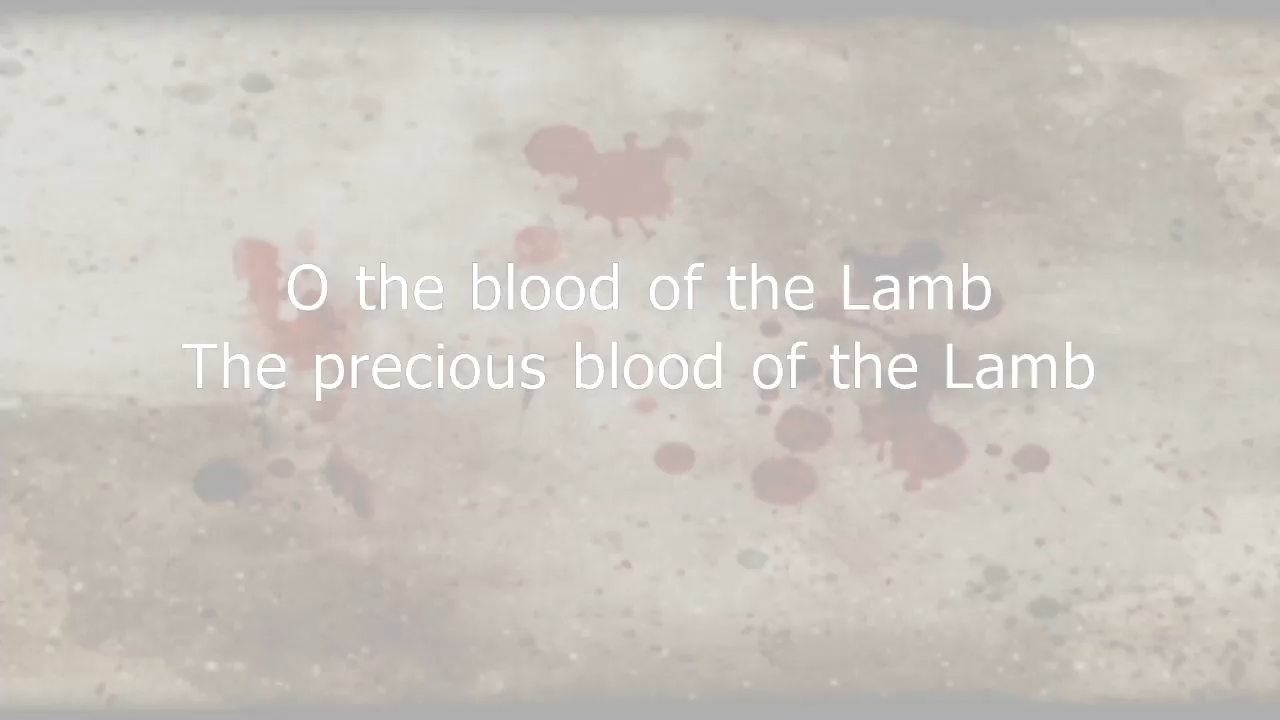 O the blood of the Lamb
The precious blood of the Lamb